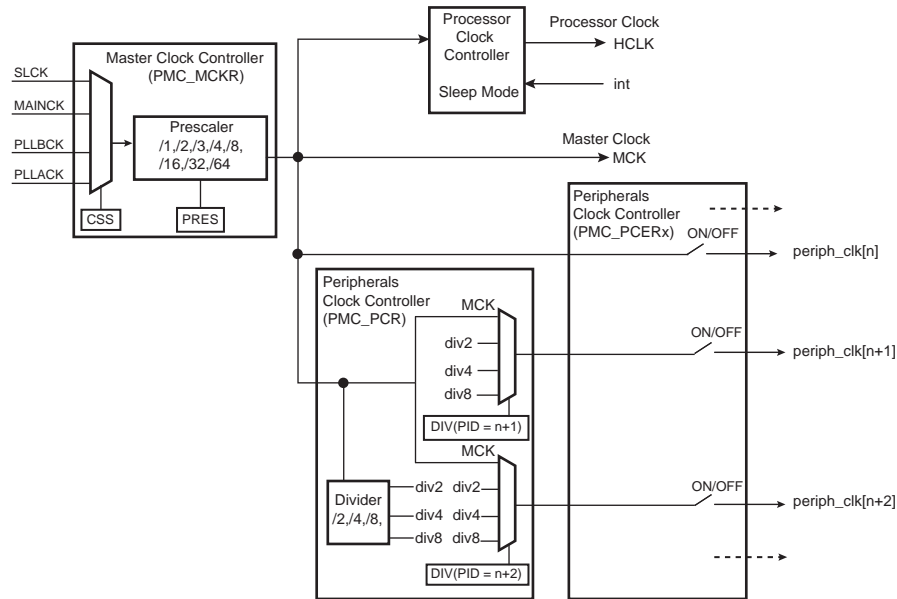 Processor
Clock
Controller
Sleep Mode
Processor Clock
HCLK
int
Master Clock Controller
(PMC_MCKR)
SLCK
MAINCK
PLLBCK
PLLACK
Prescaler
/1,/2,/3,/4,/8,
/16,/32,/64
CSS
PRES
Master Clock
MCK
Peripherals
Clock Controller
(PMC_PCERx)
ON/OFF
periph_clk[n]
Peripherals
Clock Controller
(PMC_PCR)
MCK
div2
div4
div8
DIV(PID = n+1)
ON/OFF
periph_clk[n+1]
MCK
Divider
/2,/4,/8,
div2 div2
div4 div4
div8 div8
DIV(PID = n+2)
ON/OFF
periph_clk[n+2]